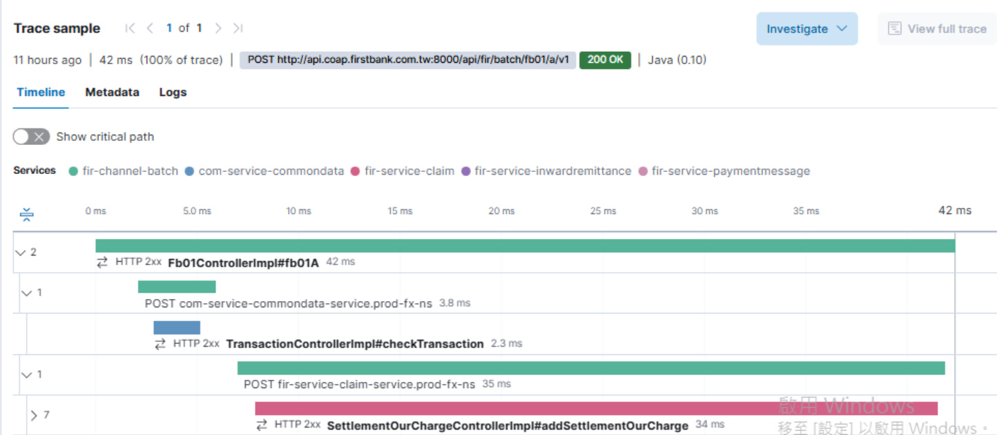 Trace sample 1 of 1 Investigate View full trace
11 hours ago | 42 ms (100% of trace) | POST http://api.coap.firstbank.com.tw:8000/api/fir/batch/fb01/a/v1 200 OK | Java (0.10)
Timeline Metadata Logs
Show critical path
Services fir-channel-batch com-service-commondata fir-service-claim fir-service-inwardremittance fir-service-paymentmessage
0 ms 5.0 ms 10 ms 15 ms 20 ms 25 ms 30 ms 35 ms 42 ms
2
HTTP 2xx Fb01ControllerImpl#fb01A 42 ms
1
POST com-service-commondata-service.prod-fx-ns 3.8 ms
HTTP 2xx TransactionControllerImpl#checkTransaction 2.3 ms
1
POST fir-service-claim-service.prod-fx-ns 35 ms
啟用 Windows
7
HTTP 2xx SettlementOurChargeControllerImpl#addSettlementOurCharge 34 ms
移至 [設定] 以啟用 Windows。